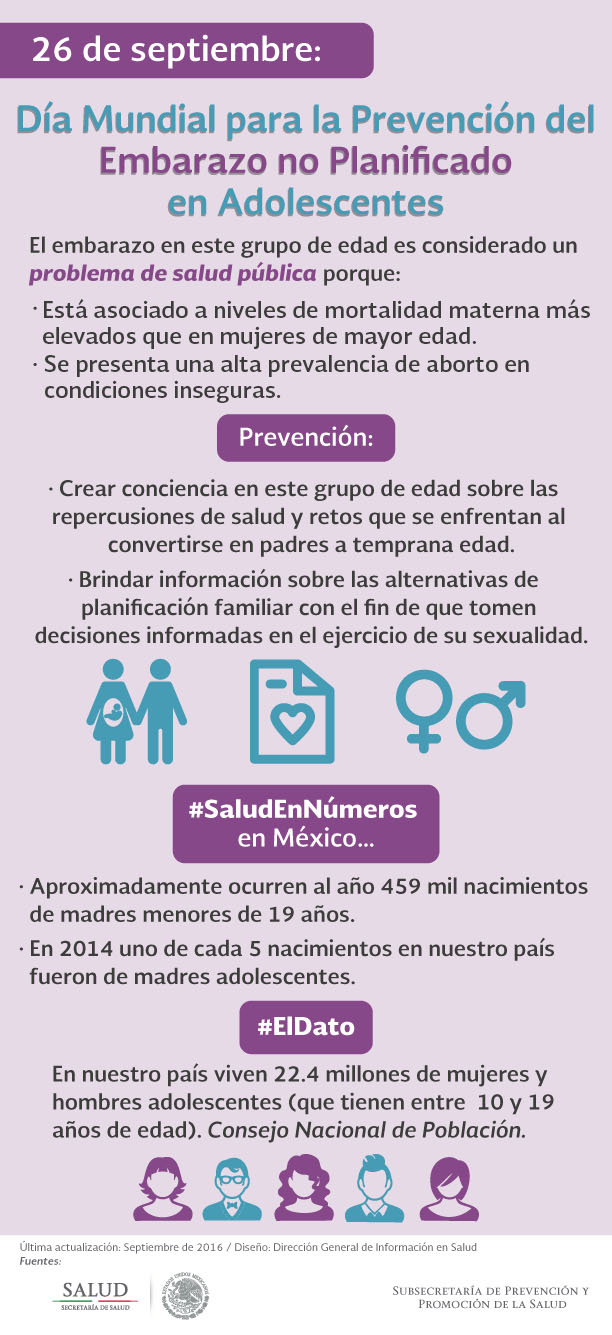 26 de septiembre:
Día Mundial para la Prevención del
Embarazo no Planificado
en Adolescentes
El embarazo en este grupo de edad es considerado un
problema de salud pública porque:
· Está asociado a niveles de mortalidad materna más
elevados que en mujeres de mayor edad.
· Se presenta una alta prevalencia de aborto en
condiciones inseguras.
Prevención:
· Crear conciencia en este grupo de edad sobre las
repercusiones de salud y retos que se enfrentan al
convertirse en padres a temprana edad.
· Brindar información sobre las alternativas de
planificación familiar con el fin de que tomen
decisiones informadas en el ejercicio de su sexualidad.
#SaludEnNúmeros
en México...
· Aproximadamente ocurren al año 459 mil nacimientos
de madres menores de 19 años.
· En 2014 uno de cada 5 nacimientos en nuestro país
fueron de madres adolescentes.
#ElDato
En nuestro país viven 22.4 millones de mujeres y
hombres adolescentes (que tienen entre 10 y 19
años de edad). Consejo Nacional de Población.
Última actualización: Septiembre de 2016 / Diseño: Dirección General de Información en Salud
Fuentes:
SALUD
SECRETARÍA DE SALUD
ESTADOS UNIDOS MEXICANOS
Subsecretaría de Prevención y
Promoción de la Salud